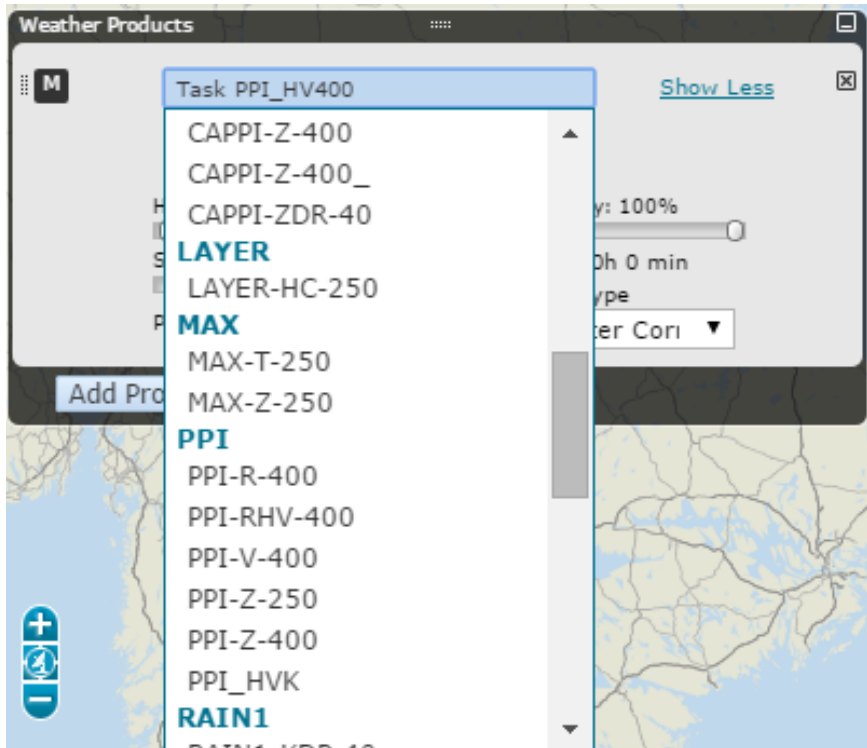 Weather Products
M
Task PPI_HV400
Show Less
CAPPI-Z-400
CAPPI-Z-400_
CAPPI-ZDR-40
y: 100%
LAYER
0h 0 min
LAYER-HC-250
ype
MAX
ter Corr
MAX-T-250
Add Pro
MAX-Z-250
PPI
PPI-R-400
PPI-RHV-400
PPI-V-400
PPI-Z-250
PPI-Z-400
PPI_HVK
RAIN1